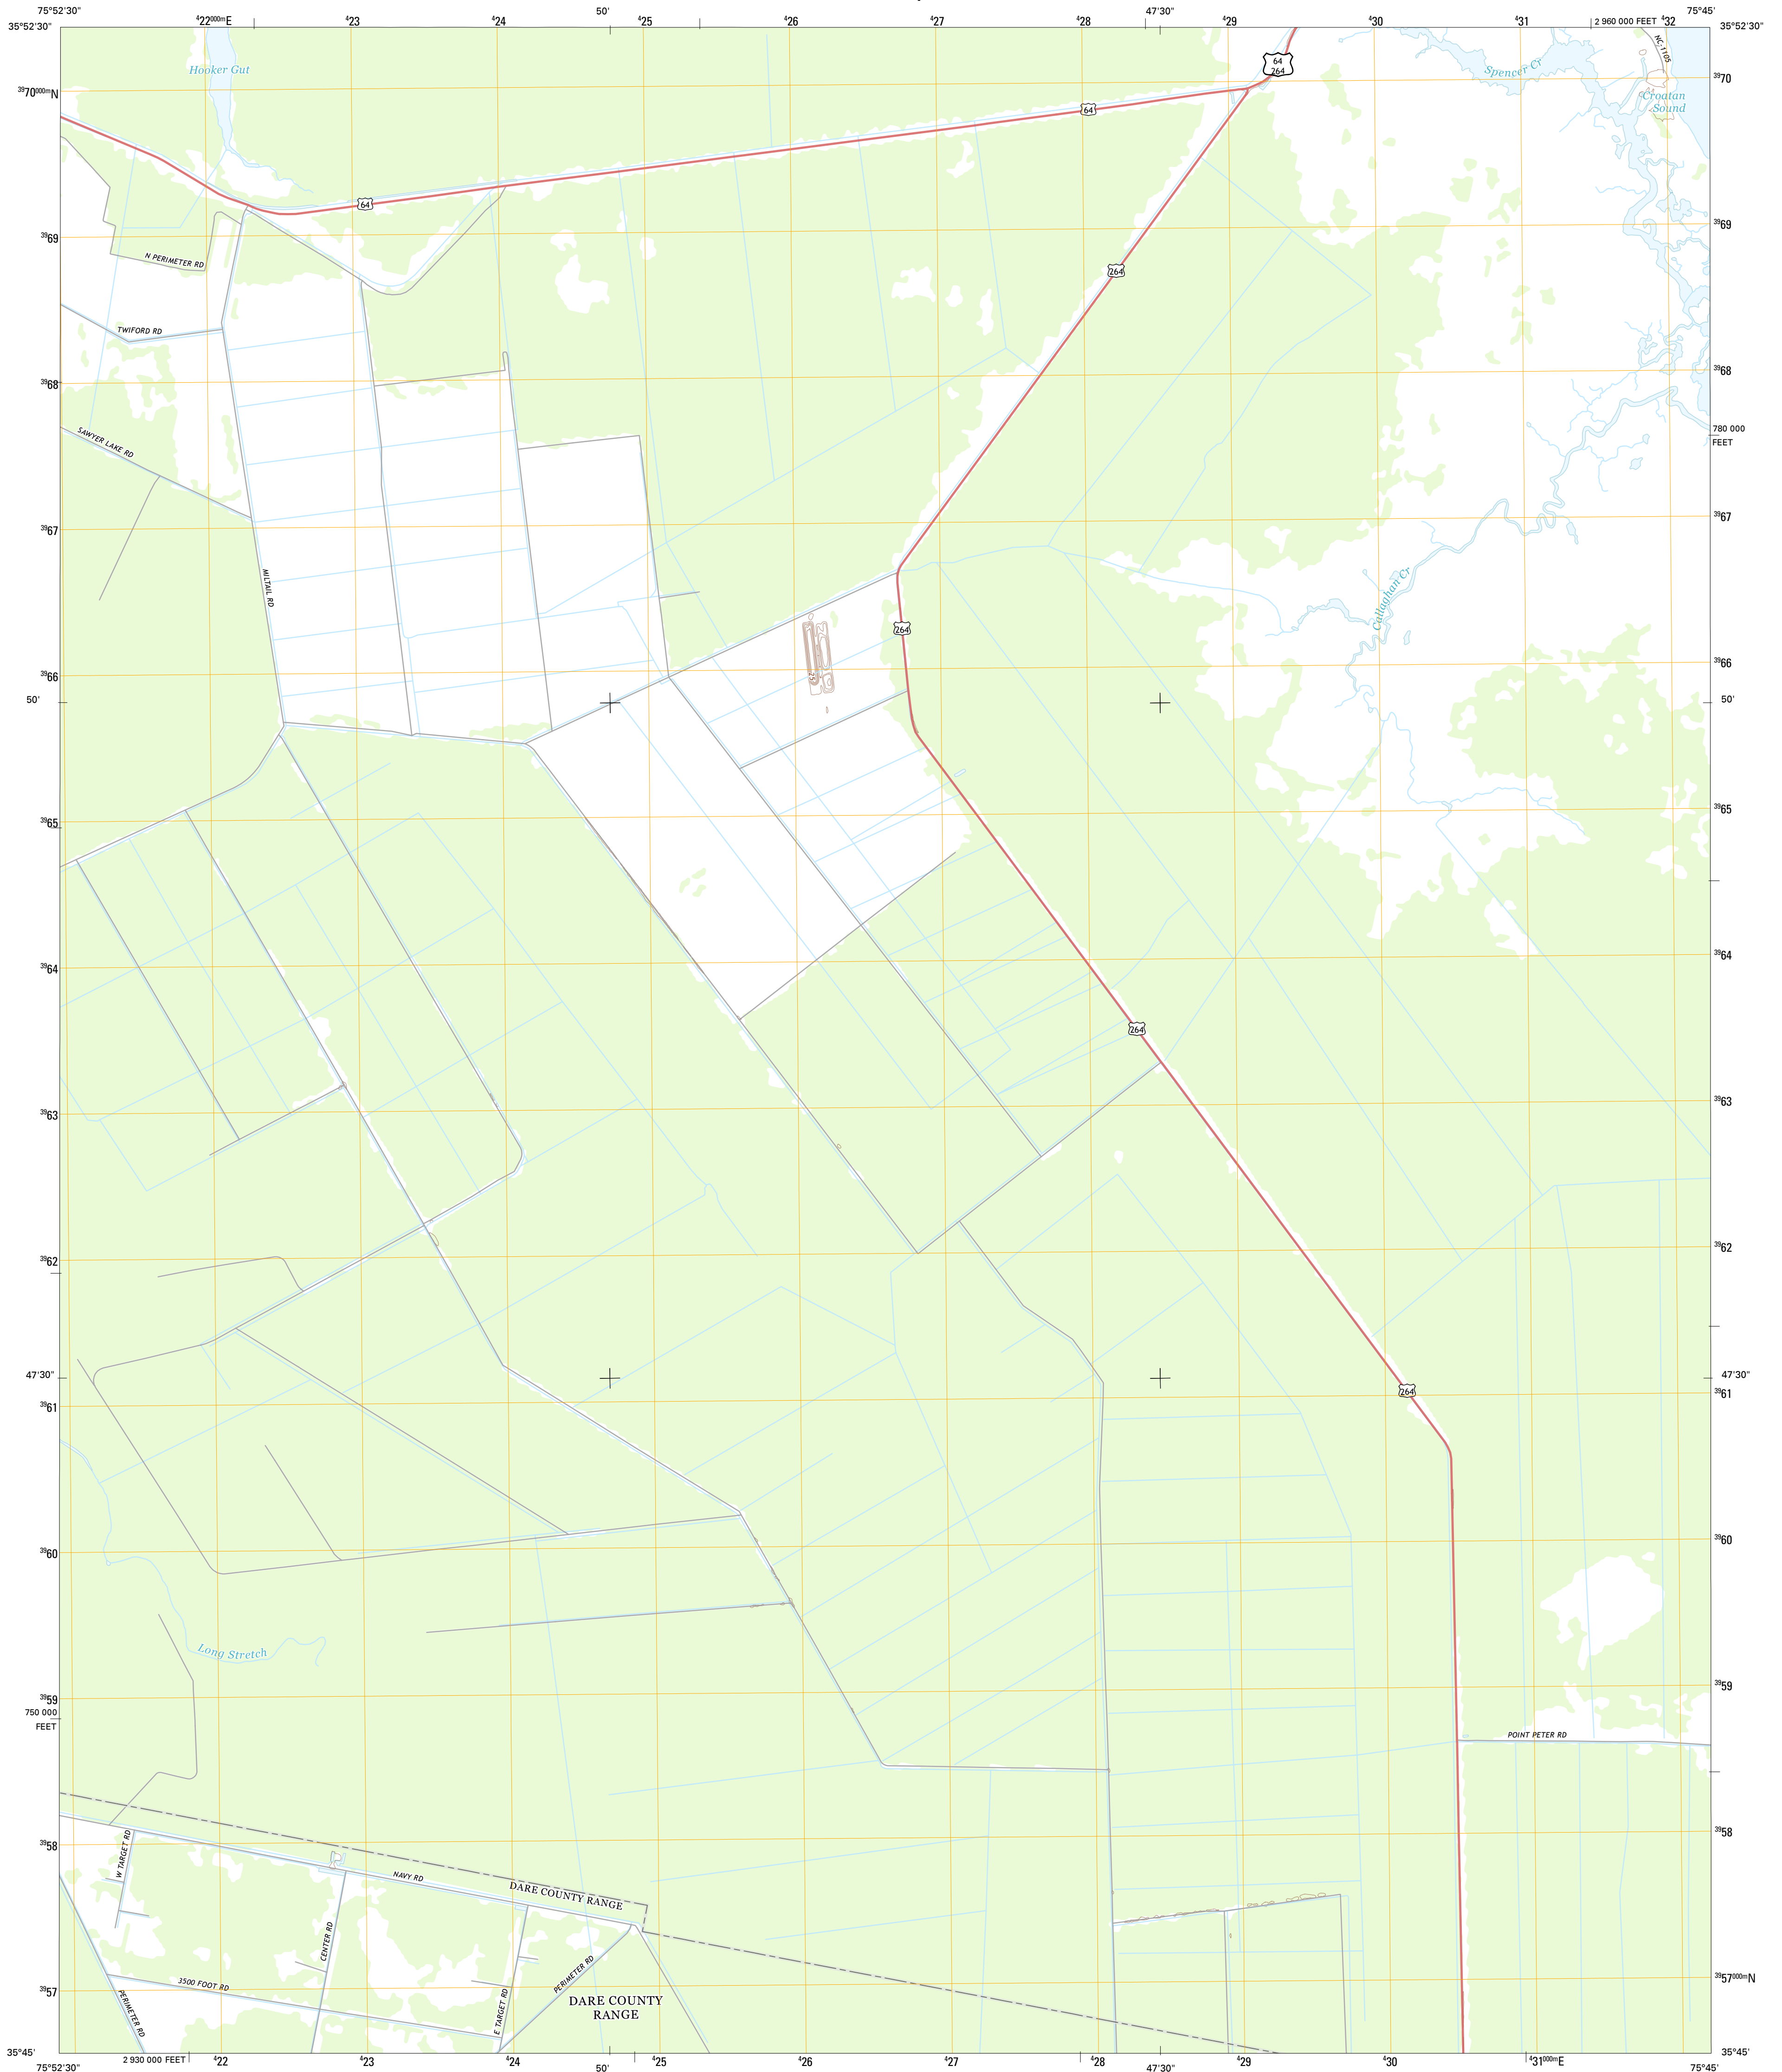 75°52'30"
⁴22⁰⁰⁰ᵐE
⁴23
⁴24
50'
⁴25
⁴26
⁴27
⁴28
47'30"
⁴29
⁴30
⁴31
2 960 000 FEET
⁴32
75°45'
35°52'30"
35°52'30"
64
264
NC-1105
Spencer Cr
Hooker Gut
³⁹70⁰⁰⁰ᵐN
³⁹70
Croatan
Sound
64
64
³⁹69
³⁹69
N PERIMETER RD
264
TWIFORD RD
³⁹68
³⁹68
SAWYER LAKE RD
780 000
FEET
³⁹67
³⁹67
MILTAIL RD
Callaghan Cr
264
³⁹66
³⁹66
25
50'
50'
³⁹65
³⁹65
³⁹64
³⁹64
264
³⁹63
³⁹63
³⁹62
³⁹62
47'30"
47'30"
264
³⁹61
³⁹61
³⁹60
³⁹60
Long Stretch
³⁹59
³⁹59
750 000
FEET
POINT PETER RD
³⁹58
³⁹58
W TARGET RD
NAVY RD
DARE COUNTY RANGE
CENTER RD
PERIMETER RD
3500 FOOT RD
³⁹57
³⁹57⁰⁰⁰ᵐN
PERIMETER RD
E TARGET RD
DARE COUNTY
RANGE
35°45'
35°45'
75°52'30"
2 930 000 FEET
⁴22
⁴23
⁴24
50'
⁴25
⁴26
⁴27
⁴28
47'30"
⁴29
⁴30
⁴31⁰⁰⁰ᵐE
75°45'